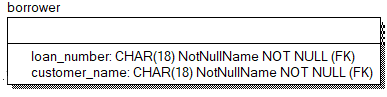 borrower
loan_number: CHAR(18) NotNullName NOT NULL (FK)
customer_name: CHAR(18) NotNullName NOT NULL (FK)